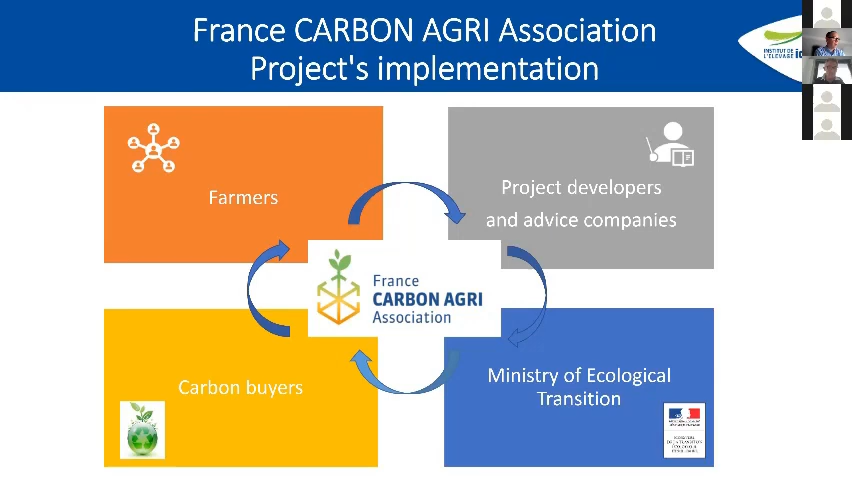 France CARBON AGRI Association
Project's implementation
INSTITUT DE
L'ELEVAGE
Farmers
Project developers
and advice companies
France
CARBON AGRI
Association
Carbon buyers
Ministry of Ecological
Transition